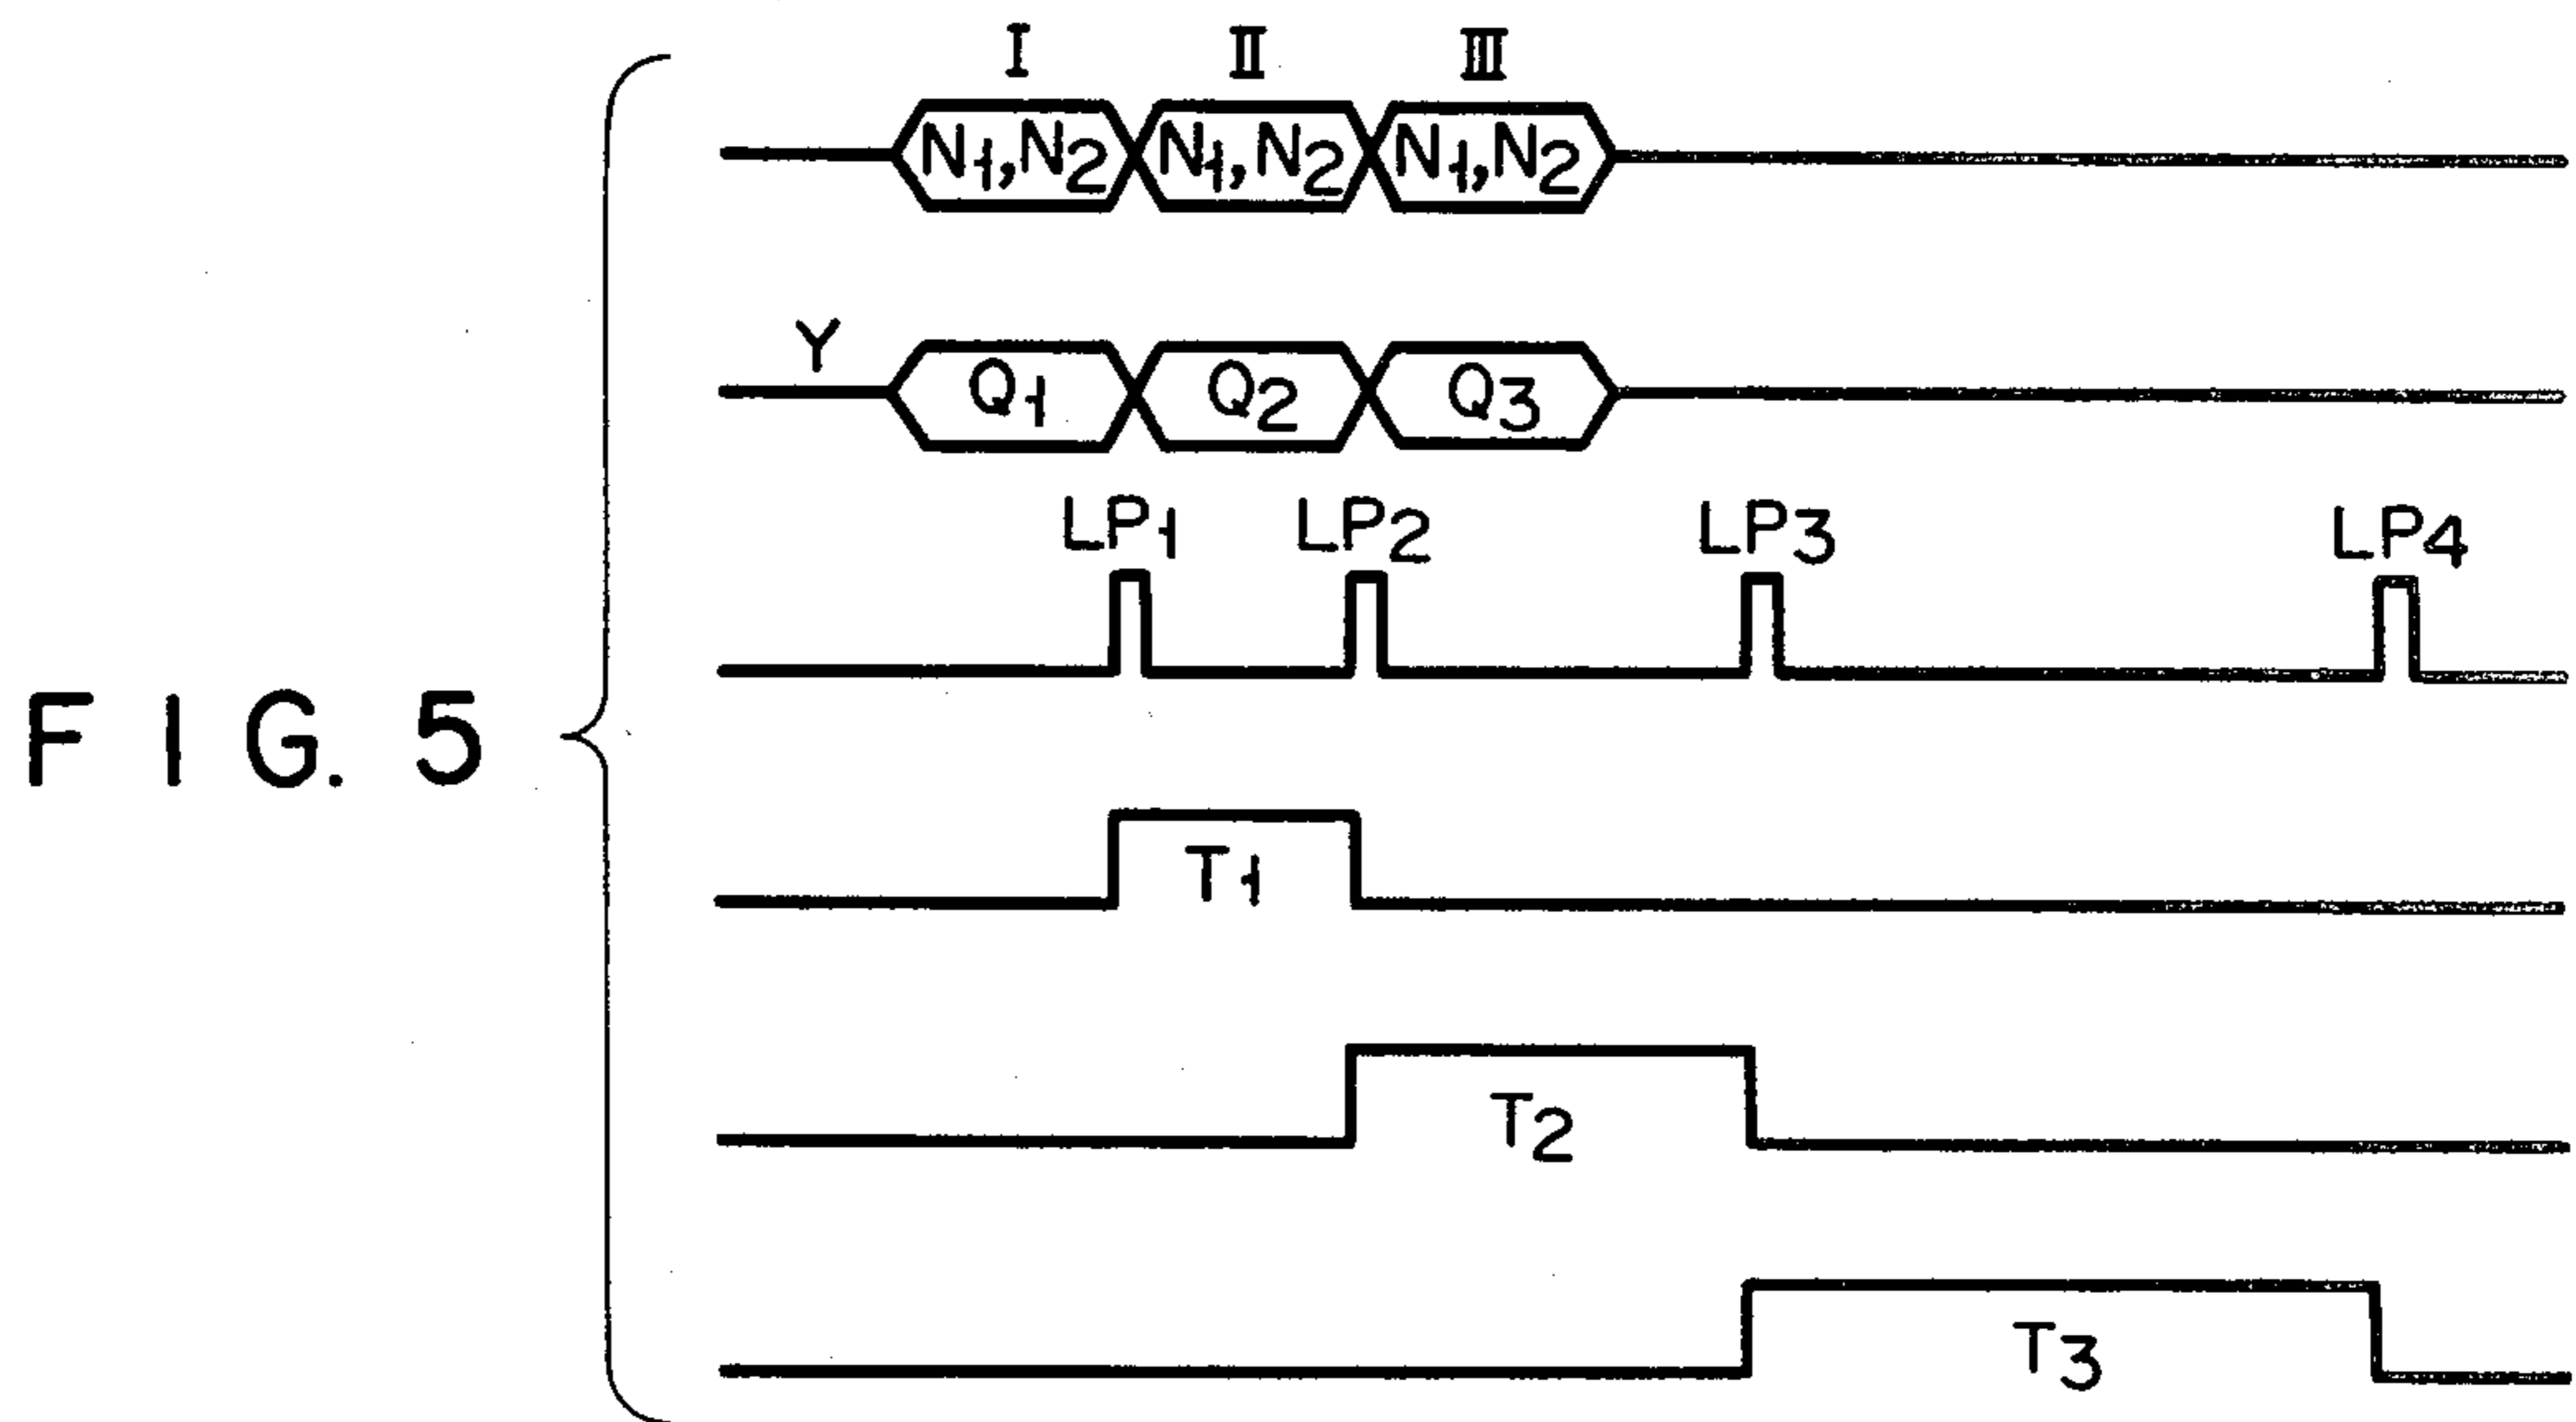 I II III
N1,N2 N1,N2 N1,N2
Y
Q1 Q2 Q3
LP1 LP2 LP3 LP4
FIG. 5
T1
T2
T3